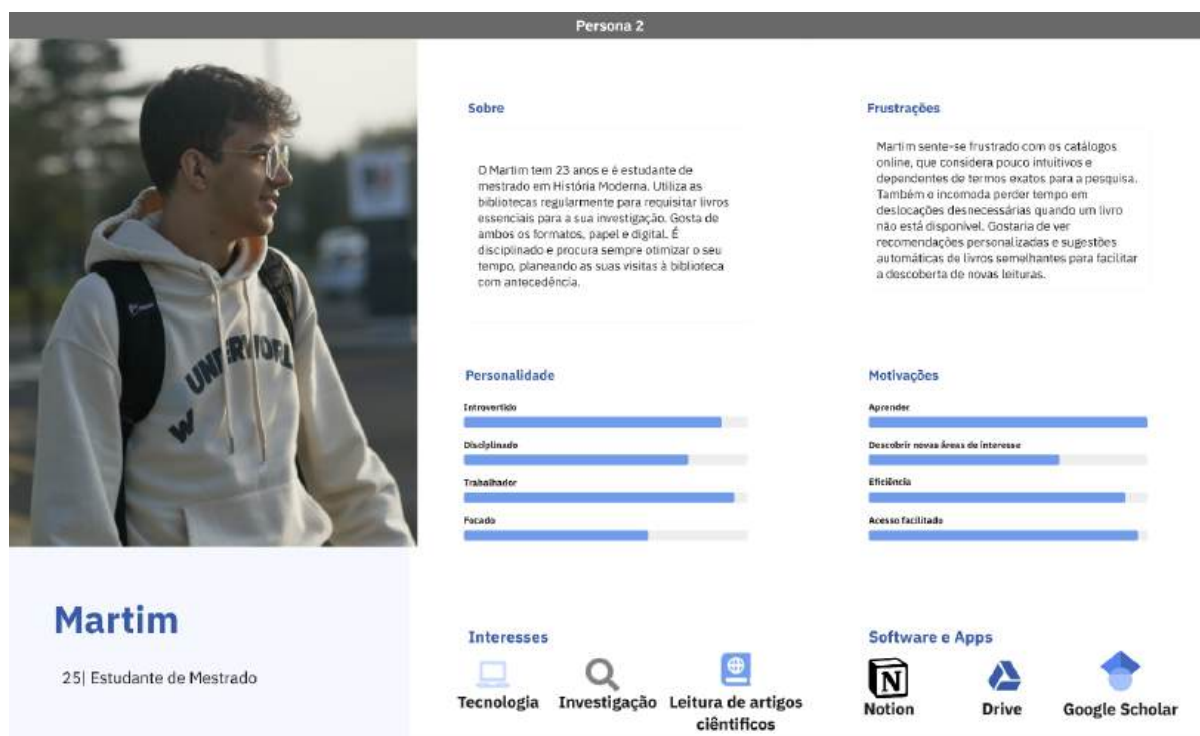 Persona 2
Sobre
O Martim tem 23 anos e é estudante de
mestrado em História Moderna. Utiliza as
bibliotecas regularmente para requisitar livros
essenciais para a sua investigação. Gosta de
ambos os formatos, papel e digital. É
disciplinado e procura sempre otimizar o seu
tempo, planeando as suas visitas à biblioteca
com antecedência.
Frustrações
Martim sente-se frustrado com os catálogos
online, que considera pouco intuitivos e
dependentes de termos exatos para a pesquisa.
Também o incomoda perder tempo em
deslocações desnecessárias quando um livro
não está disponível. Gostaria de ver
recomendações personalizadas e sugestões
automáticas de livros semelhantes para facilitar
a descoberta de novas leituras.
UNDERWORL
W
Personalidade
Introvertido
Disciplinado
Trabalhador
Focado
Motivações
Aprender
Descobrir novas áreas de interesse
Eficiência
Acesso facilitado
Martim
25| Estudante de Mestrado
Interesses
Tecnologia
Investigação
Leitura de artigos
ciêntificos
Software e Apps
N
Notion
Drive
Google Scholar